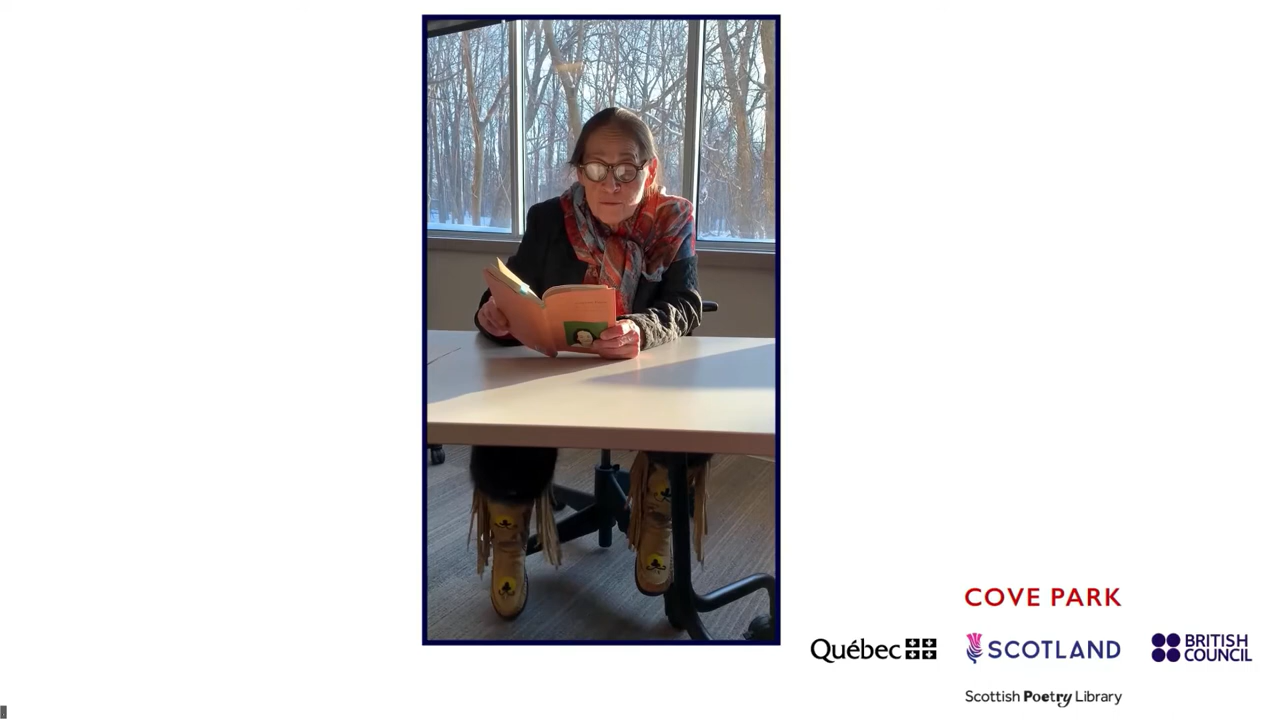 COVE PARK
Québec
SCOTLAND
BRITISH
COUNCIL
Scottish Poetry Library